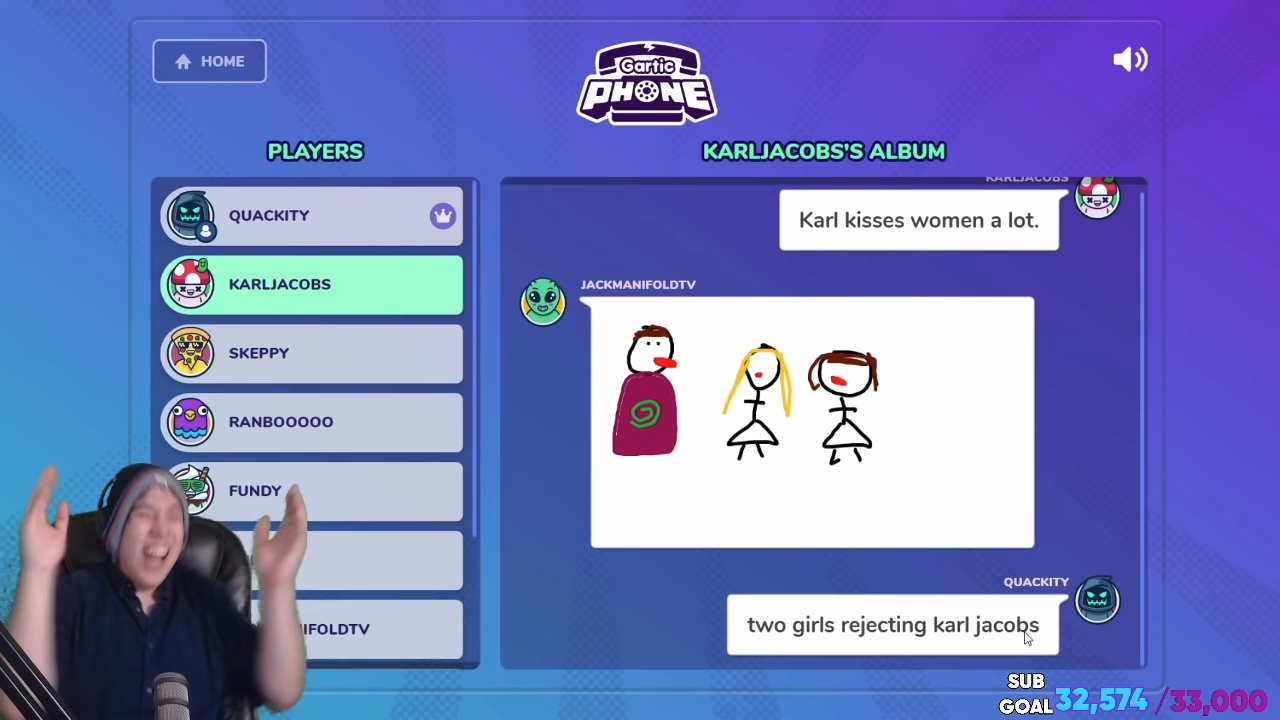 HOME
Gartic
PHONE
PLAYERS
KARLJACOBS'S ALBUM
QUACKITY
KARLJACOBS
SKEPPY
RANBOOOOO
FUNDY
IFOLDTV
KARLJACOBS
Karl kisses women a lot.
JACKMANIFOLDTV
QUACKITY
two girls rejecting karl jacobs
SUB
GOAL 32,574 /33,000